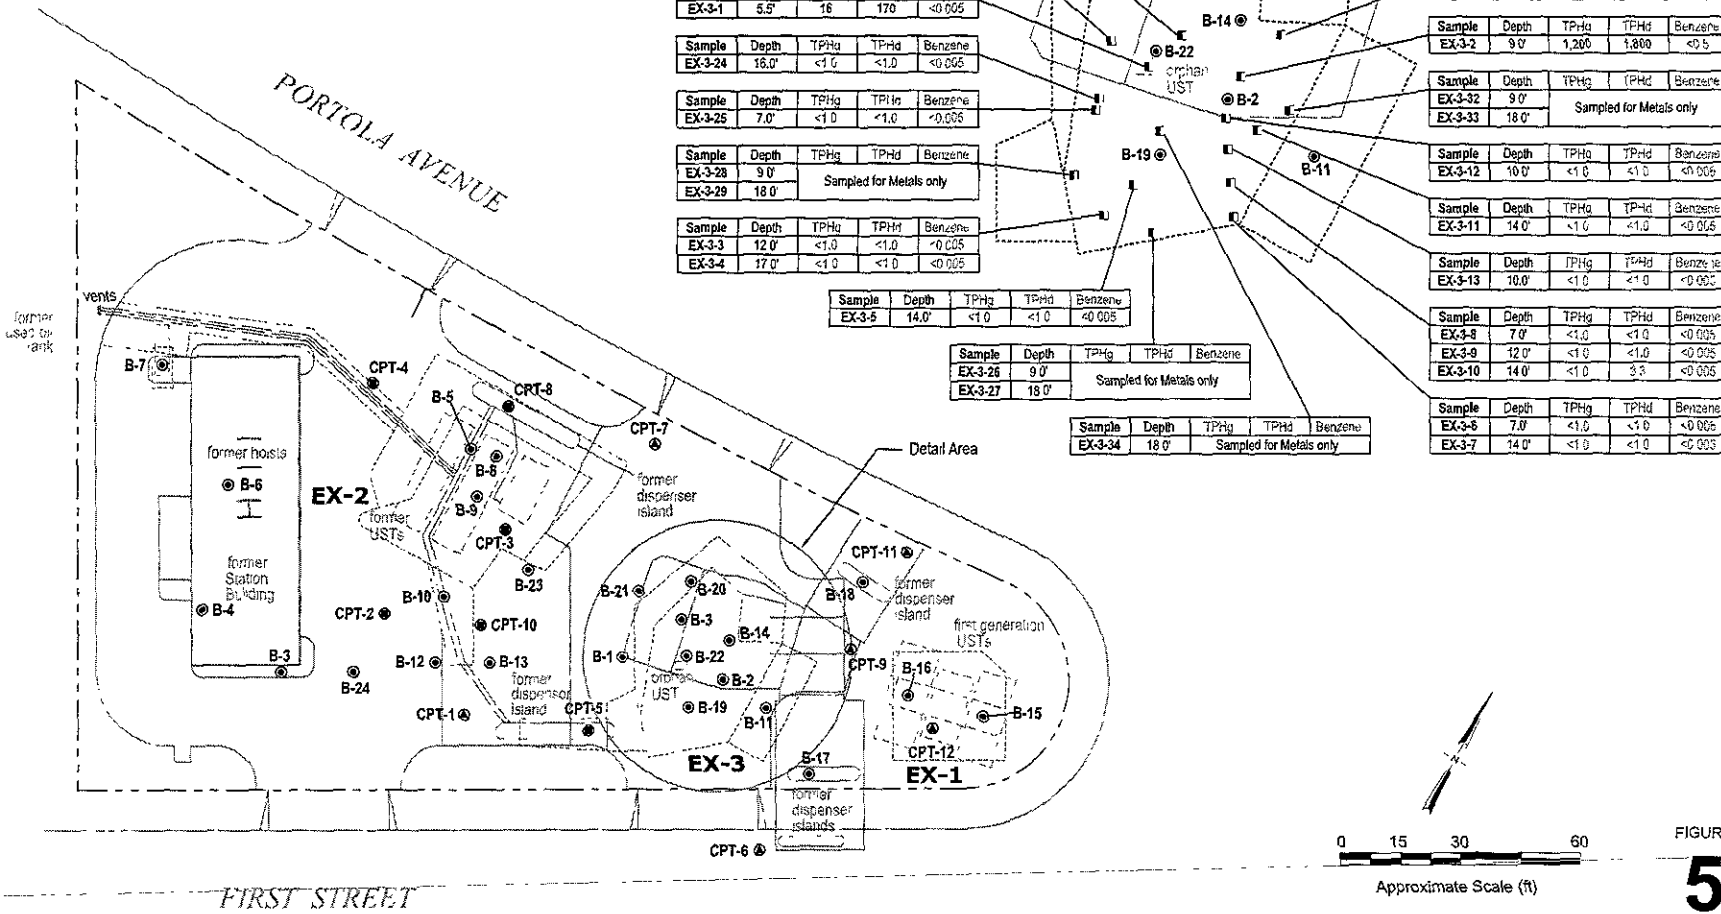 EX-3-1 5.5' 16 170 <0.005
Sample Depth TPHg TPHd Benzene
EX-3-24 16.0' <1.0 <1.0 <0.005
Sample Depth TPHg TPHd Benzene
EX-3-25 7.0' <1.0 <1.0 <0.005
Sample Depth TPHg TPHd Benzene
EX-3-28 9.0' Sampled for Metals only
EX-3-29 18.0'
Sample Depth TPHg TPHd Benzene
EX-3-3 12.0' <1.0 <1.0 <0.005
EX-3-4 17.0' <1.0 <1.0 <0.005
Sample Depth TPHg TPHd Benzene
EX-3-5 14.0' <1.0 <1.0 <0.005
Sample Depth TPHg TPHd Benzene
EX-3-26 9.0' Sampled for Metals only
EX-3-27 18.0'
Sample Depth TPHg TPHd Benzene
EX-3-34 18.0' Sampled for Metals only
B-14
B-22
orphan
UST
B-2
B-19
B-11
Sample Depth TPHg TPHd Benzene
EX-3-2 9.0' 1,200 1,800 <0.5
Sample Depth TPHg TPHd Benzene
EX-3-32 9.0' Sampled for Metals only
EX-3-33 18.0'
Sample Depth TPHg TPHd Benzene
EX-3-12 10.0' <1.0 <1.0 <0.005
Sample Depth TPHg TPHd Benzene
EX-3-11 14.0' <1.0 <1.0 <0.005
Sample Depth TPHg TPHd Benzene
EX-3-13 10.0' <1.0 <1.0 <0.005
Sample Depth TPHg TPHd Benzene
EX-3-8 7.0' <1.0 <1.0 <0.005
EX-3-9 12.0' <1.0 <1.0 <0.005
EX-3-10 14.0' <1.0 3.3 <0.005
Sample Depth TPHg TPHd Benzene
EX-3-6 7.0' <1.0 <1.0 <0.005
EX-3-7 14.0' <1.0 <1.0 <0.005
PORTOLA AVENUE
vents
former
used oil
tank
B-7
CPT-4
B-5
CPT-8
CPT-7
Detail Area
former hoists
B-6
EX-2
B-8
B-9
former
USTs
former
dispenser
island
CPT-3
B-23
former
Station
Building
B-4
B-3
CPT-2
B-10
CPT-10
B-12
B-13
B-24
CPT-1
former
dispenser
island
CPT-5
B-21
B-20
B-3
B-14
B-1
B-22
orphan
UST
B-2
B-19
B-11
EX-3
CPT-11
B-18
former
dispenser
island
first generation
USTs
CPT-9
B-16
B-15
CPT-12
EX-1
B-17
former
dispenser
islands
CPT-6
FIRST STREET
N
0 15 30 60
Approximate Scale (ft)
FIGUR
5